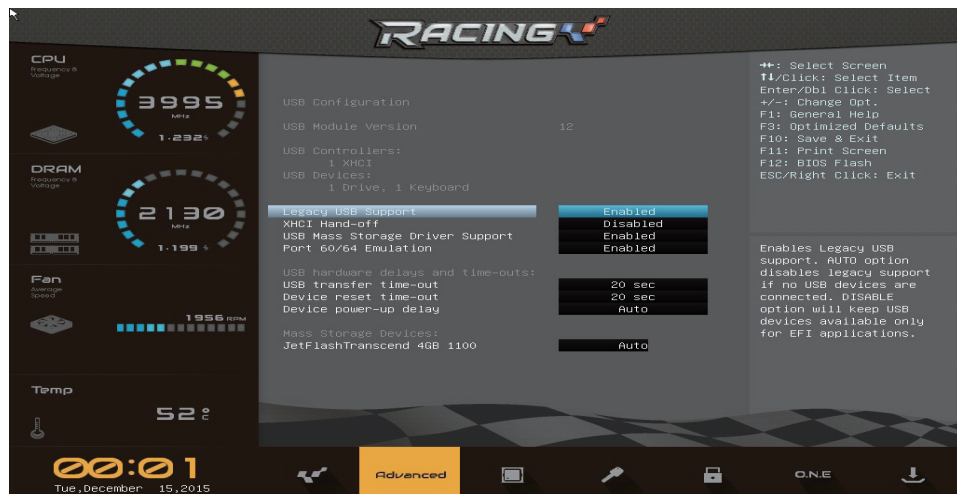 RACING
CPU
Frequency &
Voltage
3995
MHz
1.232
DRAM
Frequency &
Voltage
2130
MHz
1.199
Fan
Average
Speed
1956 RPM
Temp
52°C
00:01
Tue,December 15,2015
USB Configuration
USB Module Version 12
USB Controllers:
1 XHCI
USB Devices:
1 Drive, 1 Keyboard
Legacy USB Support Enabled
XHCI Hand-off Disabled
USB Mass Storage Driver Support Enabled
Port 60/64 Emulation Enabled
USB hardware delays and time-outs:
USB transfer time-out 20 sec
Device reset time-out 20 sec
Device power-up delay Auto
Mass Storage Devices:
JetFlashTranscend 4GB 1100 Auto
→←: Select Screen
↑↓/Click: Select Item
Enter/Dbl Click: Select
+/-: Change Opt.
F1: General Help
F3: Optimized Defaults
F10: Save & Exit
F11: Print Screen
F12: BIOS Flash
ESC/Right Click: Exit
Enables Legacy USB
support. AUTO option
disables legacy support
if no USB devices are
connected. DISABLE
option will keep USB
devices available only
for EFI applications.
Advanced
O.N.E